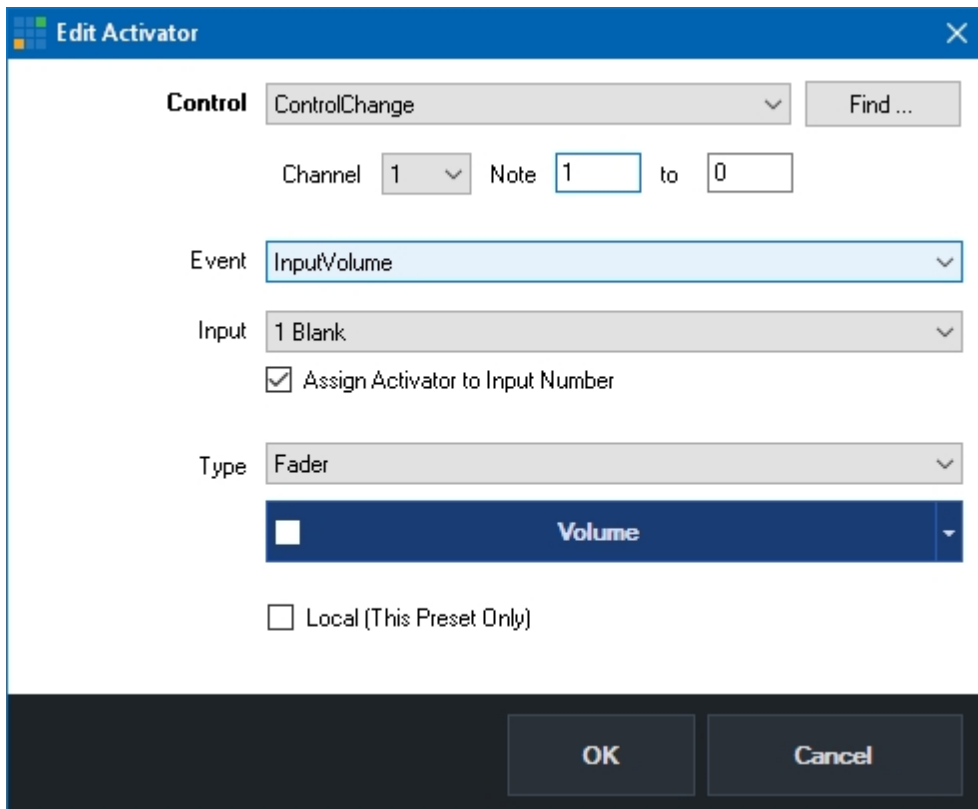 Edit Activator
Control ControlChange Find ...
Channel 1 Note 1 to 0
Event InputVolume
Input 1 Blank
Assign Activator to Input Number
Type Fader
Volume
Local (This Preset Only)
OK Cancel